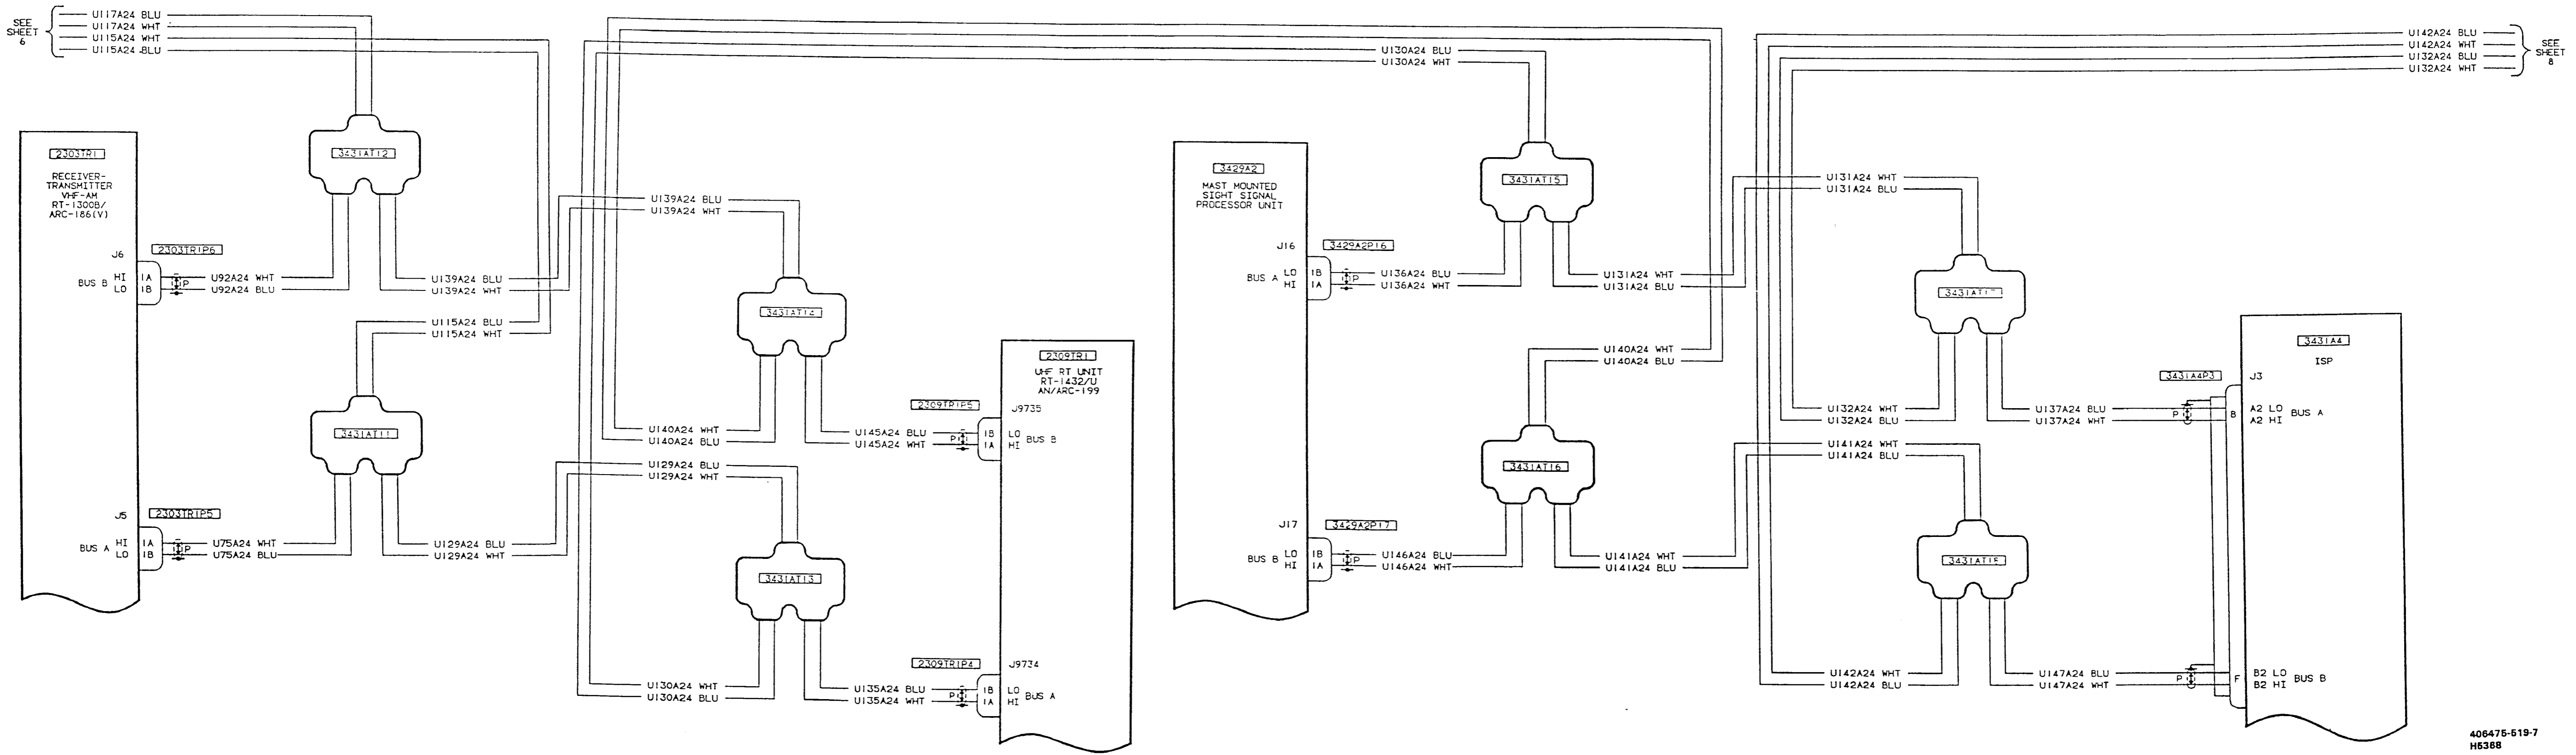 SEE
SHEET
6
U117A24 BLU
U117A24 WHT
U115A24 WHT
U115A24 BLU
3431AT12
2303TR1
RECEIVER-
TRANSMITTER
VHF-AM
RT-1300B/
ARC-186(V)
J6
2303TR1P6
BUS B
HI 1A
LO 1B
P
U92A24 WHT
U92A24 BLU
U139A24 BLU
U139A24 WHT
U115A24 BLU
U115A24 WHT
3431AT11
J5
2303TR1P5
BUS A
HI 1A
LO 1B
P
U75A24 WHT
U75A24 BLU
U129A24 BLU
U129A24 WHT
U139A24 BLU
U139A24 WHT
3431AT14
U140A24 WHT
U140A24 BLU
U145A24 BLU
U145A24 WHT
P
2309TR1P5
1B LO
1A HI
BUS B
J9735
2309TR1
UHF RT UNIT
RT-1432/U
AN/ARC-199
U129A24 BLU
U129A24 WHT
3431AT13
U130A24 WHT
U130A24 BLU
U135A24 BLU
U135A24 WHT
P
2309TR1P4
J9734
1B LO
1A HI
BUS A
U130A24 BLU
U130A24 WHT
3431AT15
3429A2
MAST MOUNTED
SIGHT SIGNAL
PROCESSOR UNIT
J16
3429A2P16
BUS A
LO 1B
HI 1A
P
U136A24 BLU
U136A24 WHT
U131A24 WHT
U131A24 BLU
U140A24 WHT
U140A24 BLU
3431AT16
J17
3429A2P17
BUS B
LO 1B
HI 1A
P
U146A24 BLU
U146A24 WHT
U141A24 WHT
U141A24 BLU
U142A24 BLU
U142A24 WHT
U132A24 BLU
U132A24 WHT
SEE
SHEET
8
U131A24 WHT
U131A24 BLU
U132A24 WHT
U132A24 BLU
U137A24 BLU
U137A24 WHT
3431A4P3
P
B
J3
3431A4
ISP
A2 LO
A2 HI
BUS A
U141A24 WHT
U141A24 BLU
U142A24 WHT
U142A24 BLU
U147A24 BLU
U147A24 WHT
P
F
B2 LO
B2 HI
BUS B
406475-519-7
H5368